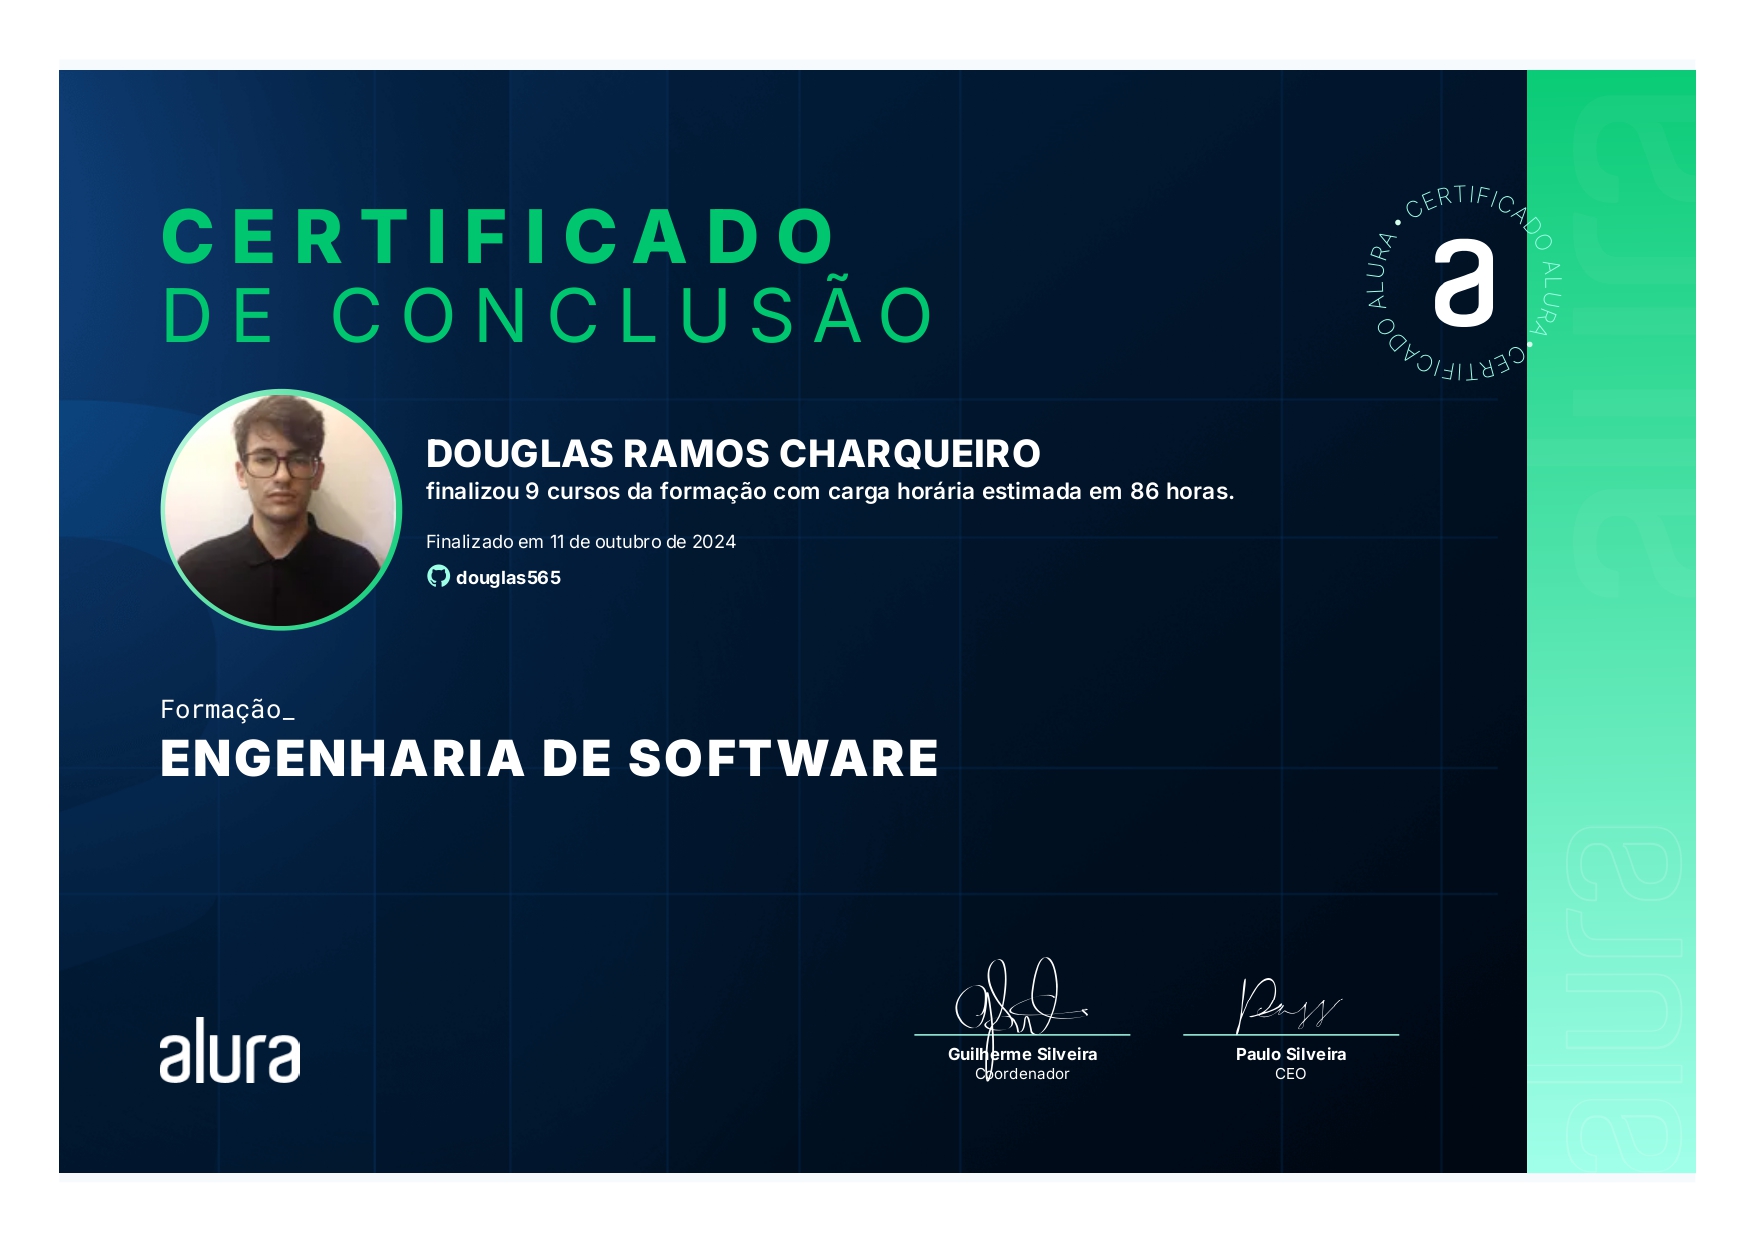 CERTIFICADO
DE CONCLUSÃO
CERTIFICADO ALURA • CERTIFICADO ALURA •
a
DOUGLAS RAMOS CHARQUEIRO
finalizou 9 cursos da formação com carga horária estimada em 86 horas.
Finalizado em 11 de outubro de 2024
douglas565
Formação_
ENGENHARIA DE SOFTWARE
alura
Guilherme Silveira
Coordenador
Paulo Silveira
CEO
alura
alura
alura